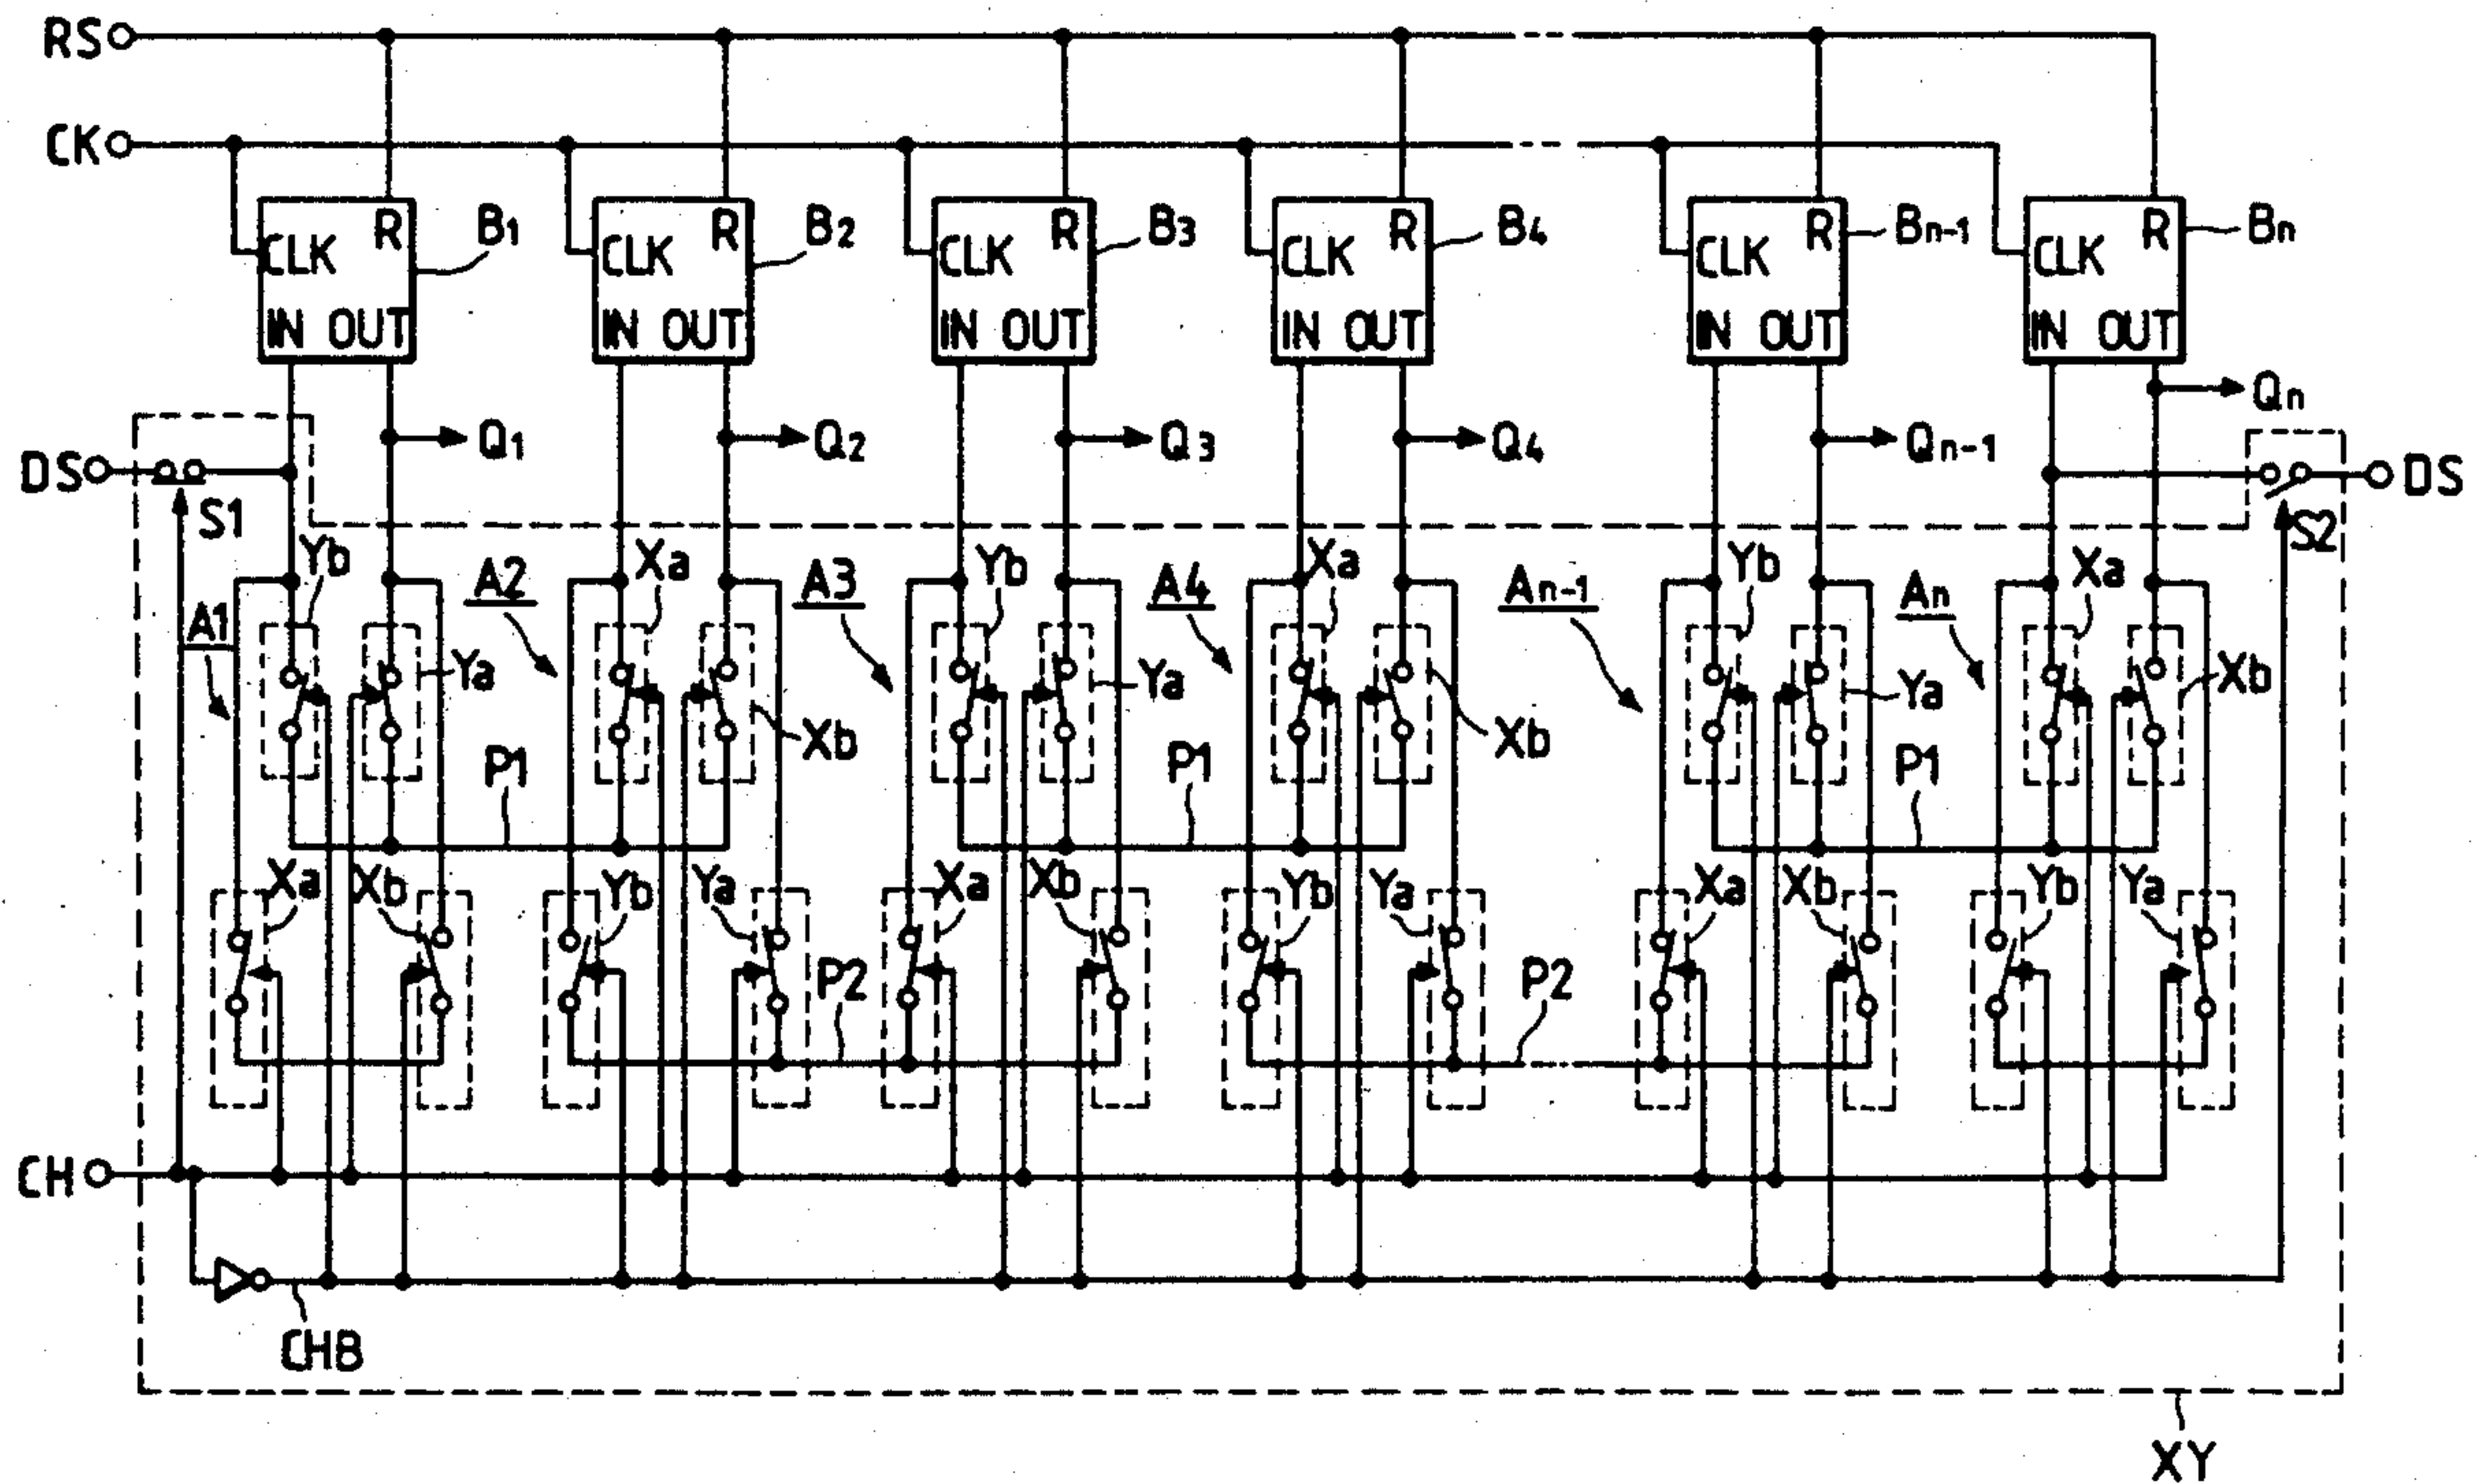 RS
CK
CLK R B1
IN OUT
CLK R B2
IN OUT
CLK R B3
IN OUT
CLK R B4
IN OUT
CLK R Bn-1
IN OUT
CLK R Bn
IN OUT
Q1 Q2 Q3 Q4 Qn-1 Qn
DS S1 S2 DS
A1 Yb Ya A2 Xa Xb A3 Yb Ya A4 Xa Xb An-1 Yb Ya An Xa Xb
P1 P1 P1
Xa Xb Yb Ya Xa Xb Yb Ya Xa Xb Yb Ya
P2 P2
CH
CHB
XY